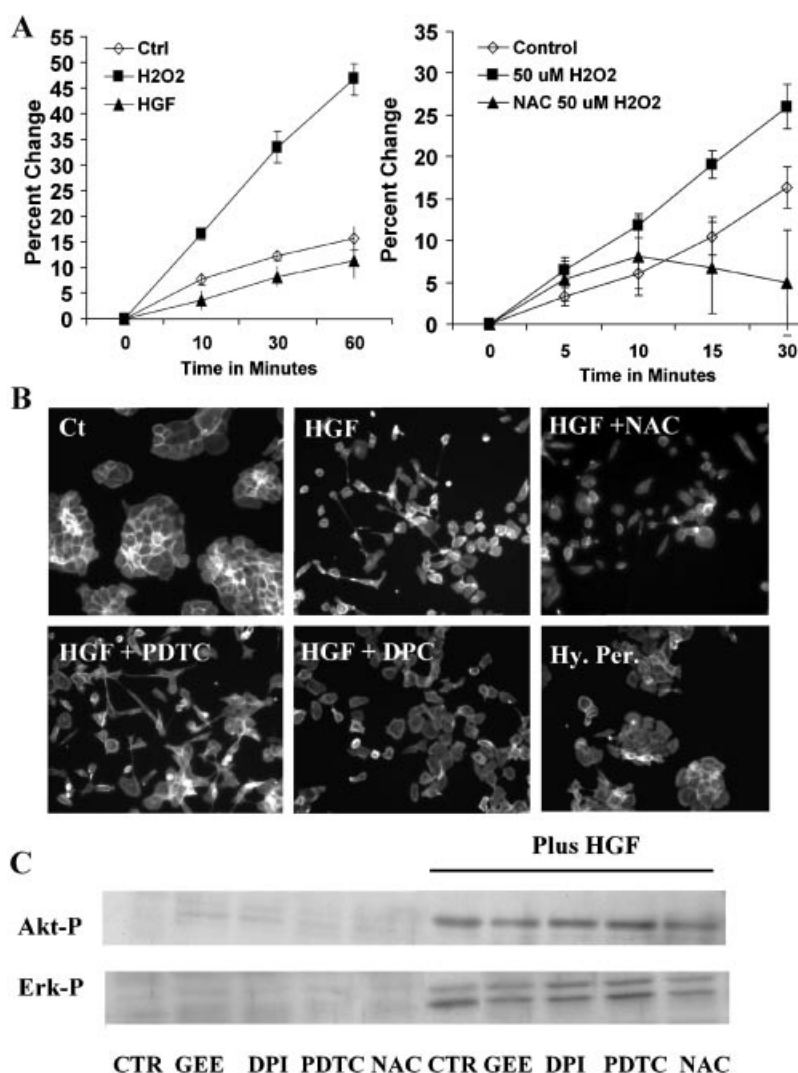 A
55
50
45
40
35
30
25
20
15
10
5
0
Percent Change
Ctrl
H2O2
HGF
0 10 30 60
Time in Minutes
35
30
25
20
15
10
5
0
Percent Change
Control
50 uM H2O2
NAC 50 uM H2O2
0 5 10 15 30
Time in Minutes
B
Ct
HGF
HGF +NAC
HGF + PDTC
HGF + DPC
Hy. Per.
C
Plus HGF
Akt-P
Erk-P
CTR GEE DPI PDTC NAC CTR GEE DPI PDTC NAC